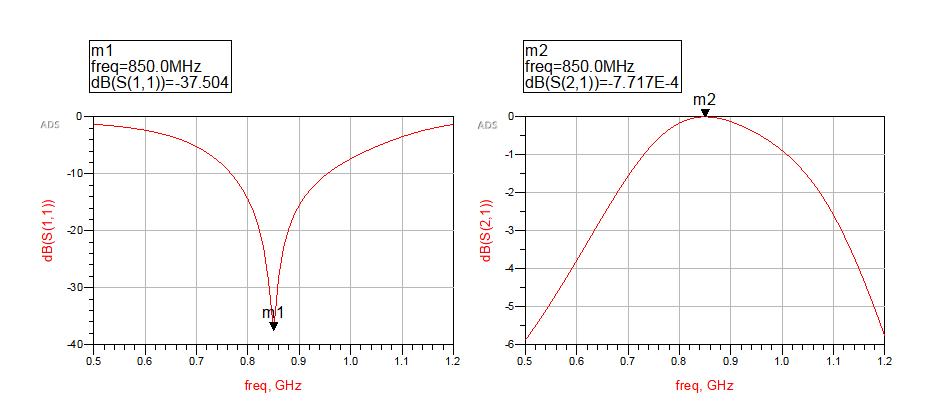 m1
freq=850.0MHz
dB(S(1,1))=-37.504
m2
freq=850.0MHz
dB(S(2,1))=-7.717E-4
ADS
0
-10
-20
-30
-40
dB(S(1,1))
m1
0.5 0.6 0.7 0.8 0.9 1.0 1.1 1.2
freq, GHz
ADS
m2
0
-1
-2
-3
-4
-5
-6
dB(S(2,1))
0.5 0.6 0.7 0.8 0.9 1.0 1.1 1.2
freq, GHz